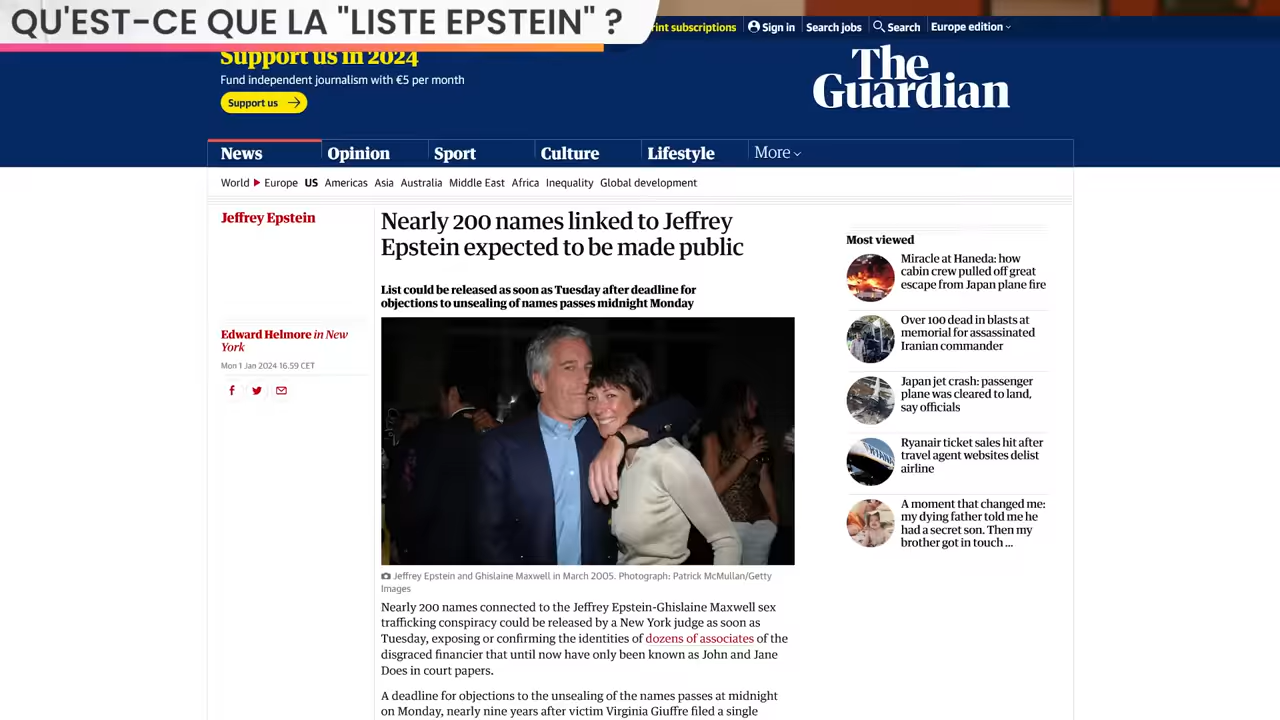 QU'EST-CE QUE LA "LISTE EPSTEIN" ?
rint subscriptions
Sign in
Search jobs
Search
Europe edition
Support us in 2024
Fund independent journalism with €5 per month
Support us
The
Guardian
News
Opinion
Sport
Culture
Lifestyle
More
World
Europe
US
Americas
Asia
Australia
Middle East
Africa
Inequality
Global development
Jeffrey Epstein
Nearly 200 names linked to Jeffrey
Epstein expected to be made public
List could be released as soon as Tuesday after deadline for
objections to unsealing of names passes midnight Monday
Edward Helmore in New
York
Mon 1 Jan 2024 16.59 CET
Jeffrey Epstein and Ghislaine Maxwell in March 2005. Photograph: Patrick McMullan/Getty
Images
Nearly 200 names connected to the Jeffrey Epstein-Ghislaine Maxwell sex
trafficking conspiracy could be released by a New York judge as soon as
Tuesday, exposing or confirming the identities of dozens of associates of the
disgraced financier that until now have only been known as John and Jane
Does in court papers.
A deadline for objections to the unsealing of the names passes at midnight
on Monday, nearly nine years after victim Virginia Giuffre filed a single
Most viewed
Miracle at Haneda: how
cabin crew pulled off great
escape from Japan plane fire
Over 100 dead in blasts at
memorial for assassinated
Iranian commander
Japan jet crash: passenger
plane was cleared to land,
say officials
Ryanair ticket sales hit after
travel agent websites delist
airline
A moment that changed me:
my dying father told me he
had a secret son. Then my
brother got in touch ...